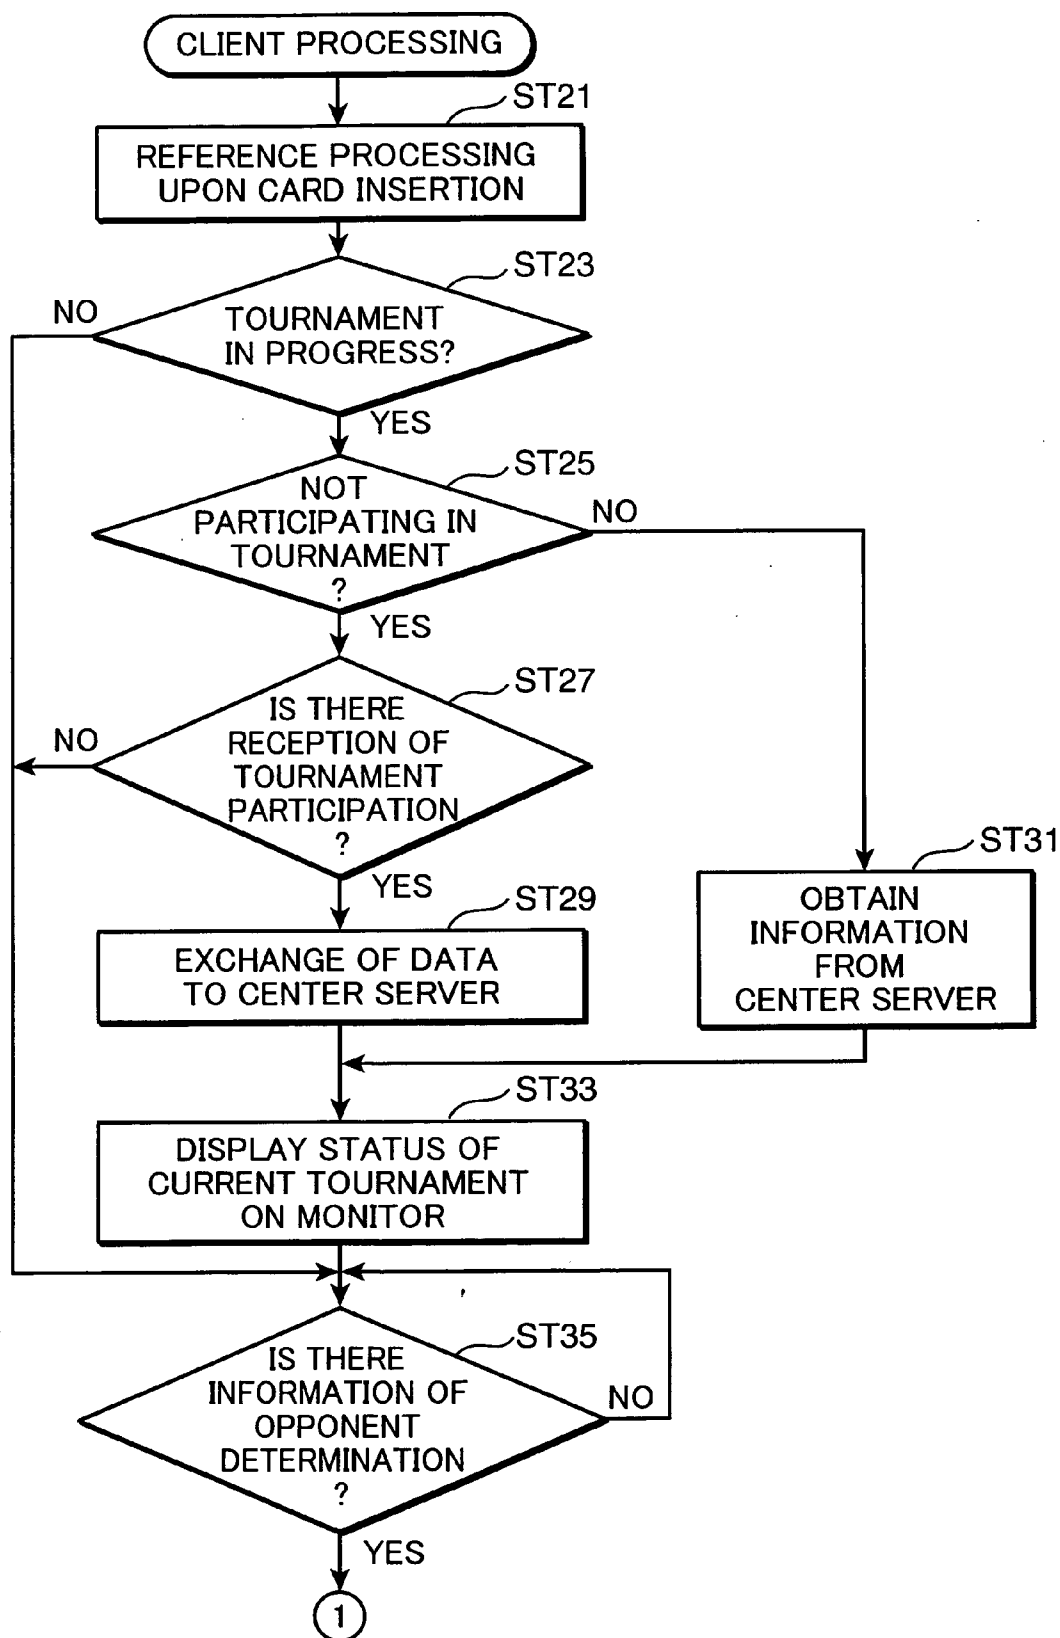 CLIENT PROCESSING
ST21
REFERENCE PROCESSING
UPON CARD INSERTION
ST23
NO
TOURNAMENT
IN PROGRESS?
YES
ST25
NOT
PARTICIPATING IN
TOURNAMENT
?
NO
YES
ST27
IS THERE
RECEPTION OF
TOURNAMENT
PARTICIPATION
?
NO
YES
ST31
OBTAIN
INFORMATION
FROM
CENTER SERVER
ST29
EXCHANGE OF DATA
TO CENTER SERVER
ST33
DISPLAY STATUS OF
CURRENT TOURNAMENT
ON MONITOR
ST35
IS THERE
INFORMATION OF
OPPONENT
DETERMINATION
?
NO
YES
1